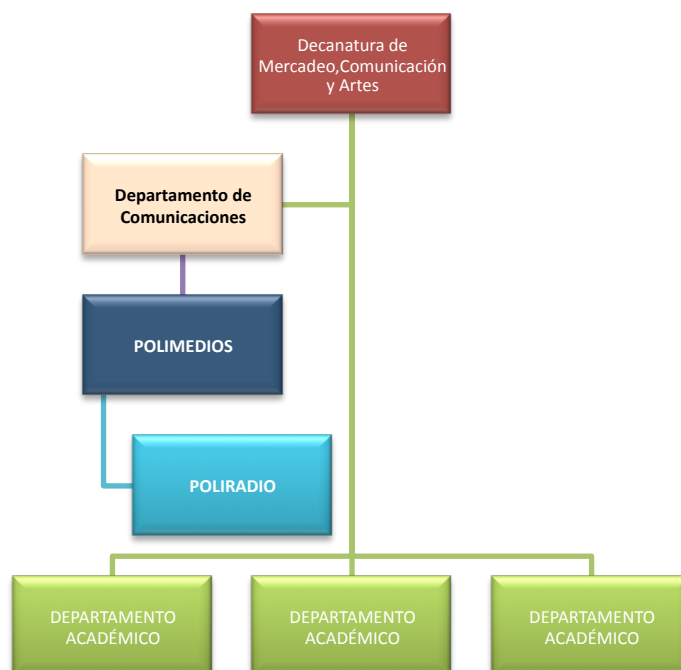 Decanatura de
Mercadeo,Comunicación
y Artes
Departamento de
Comunicaciones
POLIMEDIOS
POLIRADIO
DEPARTAMENTO
ACADÉMICO
DEPARTAMENTO
ACADÉMICO
DEPARTAMENTO
ACADÉMICO